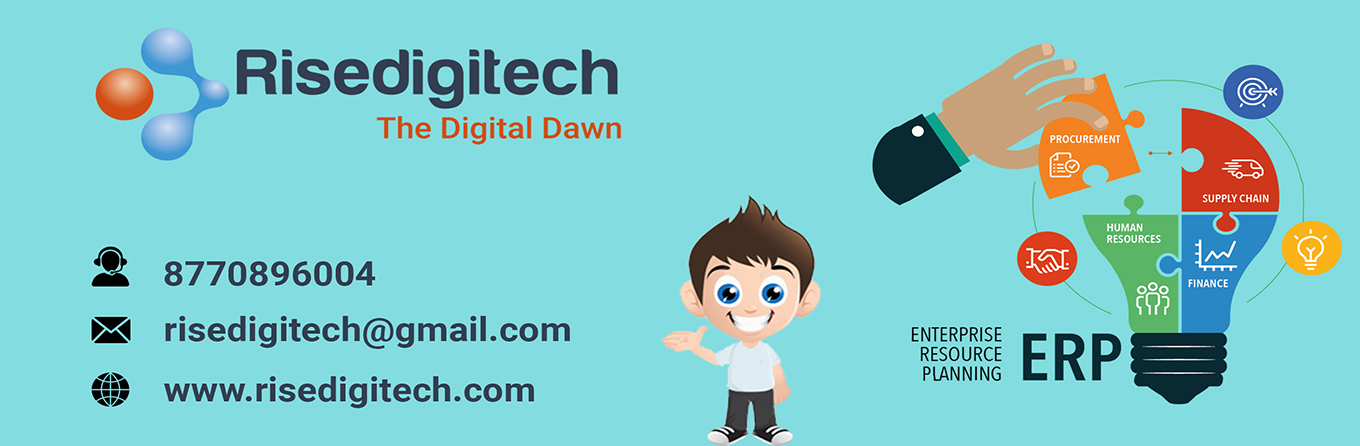 Risedigitech
The Digital Dawn
8770896004
risedigitech@gmail.com
www.risedigitech.com
PROCUREMENT
SUPPLY CHAIN
HUMAN
RESOURCES
FINANCE
ENTERPRISE
RESOURCE
PLANNING
ERP